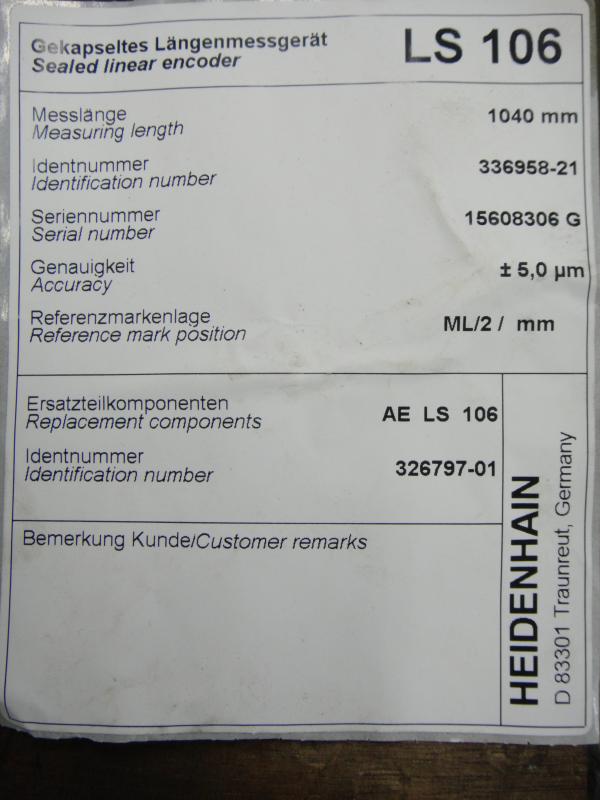 Gekapseltes Längenmessgerät
Sealed linear encoder
LS 106
Messlänge
Measuring length
1040 mm
Identnummer
Identification number
336958-21
Seriennummer
Serial number
15608306 G
Genauigkeit
Accuracy
± 5,0 µm
Referenzmarkenlage
Reference mark position
ML/2 / mm
Ersatzteilkomponenten
Replacement components
AE LS 106
Identnummer
Identification number
326797-01
Bemerkung Kunde/Customer remarks
HEIDENHAIN
D 83301 Traunreut, Germany